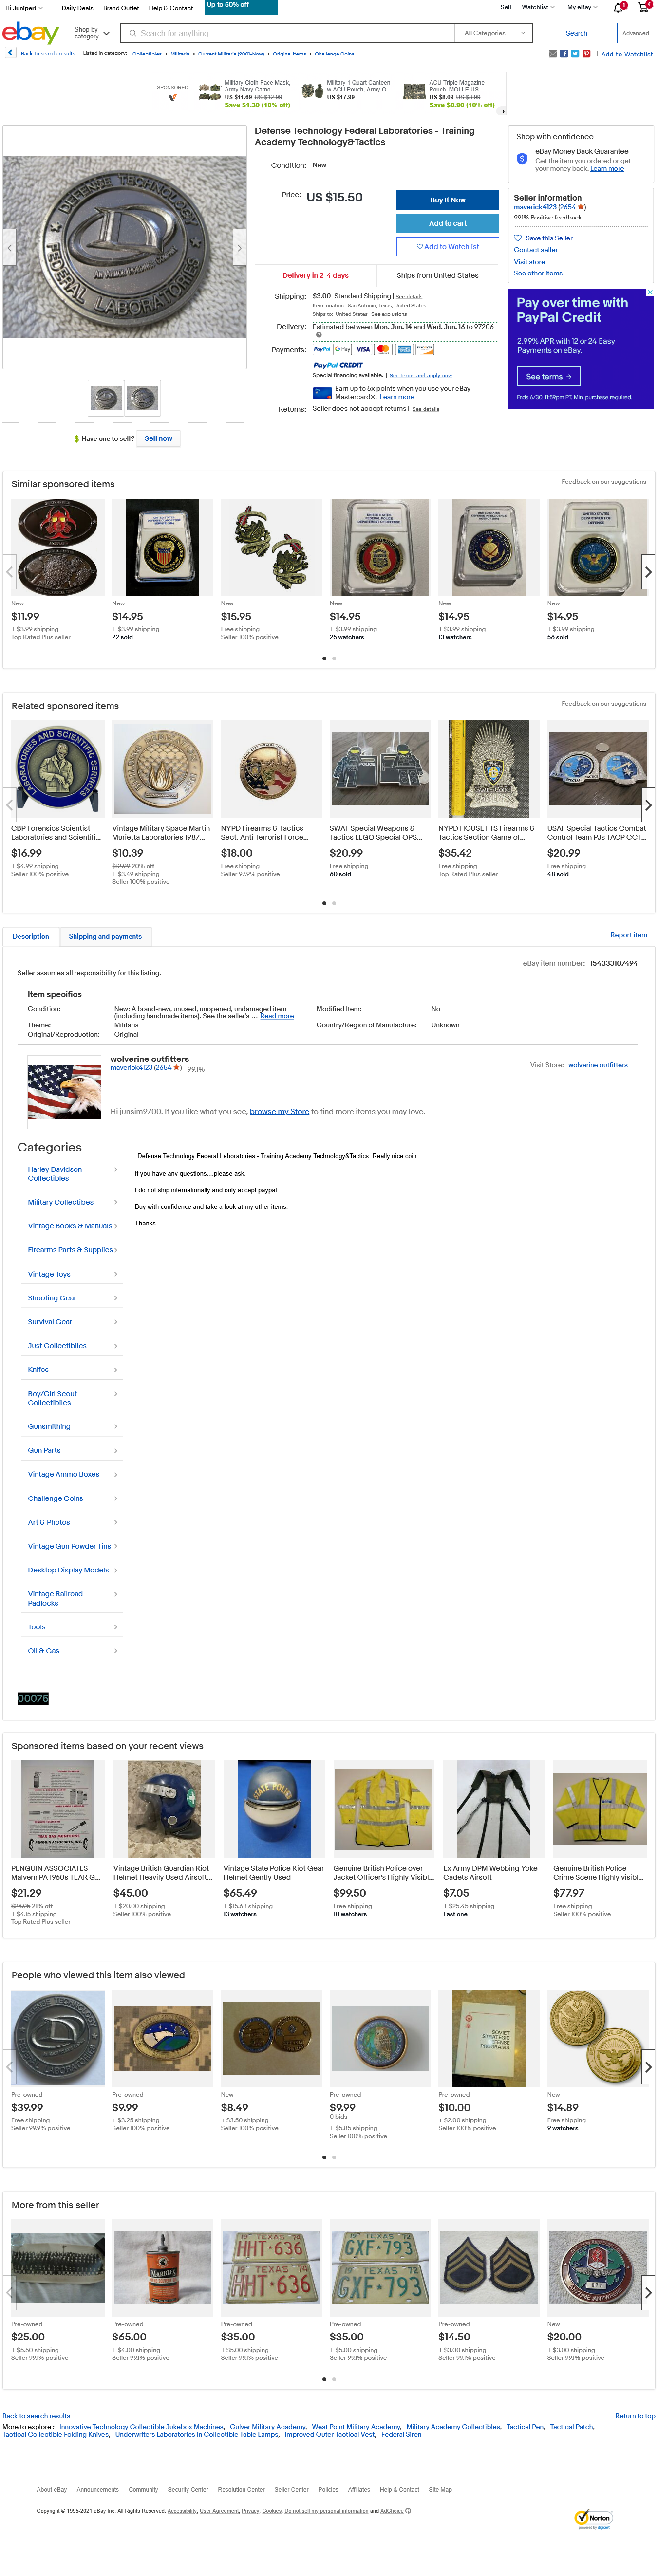 Hi Juniper!
Daily Deals
Brand Outlet
Help & Contact
Up to 50% off
Sell
Watchlist
My eBay
1
4
ebay
Shop by
category
Search for anything
All Categories
Search
Advanced
Back to search results
| Listed in category:
Collectibles > Militaria > Current Militaria (2001-Now) > Original Items > Challenge Coins
| Add to Watchlist
SPONSORED
Military Cloth Face Mask,
Army Navy Camo...
US $11.69 US $12.99
Save $1.30 (10% off)
Military 1 Quart Canteen
w ACU Pouch, Army O...
US $17.99
ACU Triple Magazine
Pouch, MOLLE US...
US $8.09 US $8.99
Save $0.90 (10% off)
DEFENSE TECHNOLOGY
FEDERAL LABORATORIES
Have one to sell?
Sell now
Defense Technology Federal Laboratories - Training
Academy Technology&Tactics
Condition: New
Price: US $15.50
Buy It Now
Add to cart
Add to Watchlist
Delivery in 2-4 days
Ships from United States
Shipping: $3.00 Standard Shipping | See details
Item location: San Antonio, Texas, United States
Ships to: United States See exclusions
Delivery: Estimated between Mon. Jun. 14 and Wed. Jun. 16 to 97206
Payments: PayPal G Pay VISA
PayPal CREDIT
Special financing available. | See terms and apply now
Earn up to 5x points when you use your eBay
Mastercard®. Learn more
Returns: Seller does not accept returns | See details
Shop with confidence
eBay Money Back Guarantee
Get the item you ordered or get
your money back. Learn more
Seller information
maverick4123 (2654 )
99.1% Positive feedback
Save this Seller
Contact seller
Visit store
See other items
Pay over time with
PayPal Credit
2.99% APR with 12 or 24 Easy
Payments on eBay.
See terms →
Ends 6/30, 11:59pm PT. Min. purchase required.
Similar sponsored items
Feedback on our suggestions
New
$11.99
+ $3.99 shipping
Top Rated Plus seller
New
$14.95
+ $3.99 shipping
22 sold
New
$15.95
Free shipping
Seller 100% positive
New
$14.95
+ $3.99 shipping
25 watchers
New
$14.95
+ $3.99 shipping
13 watchers
New
$14.95
+ $3.99 shipping
56 sold
Related sponsored items
Feedback on our suggestions
CBP Forensics Scientist
Laboratories and Scientifi...
$16.99
+ $4.99 shipping
Seller 100% positive
Vintage Military Space Martin
Murietta Laboratories 1987...
$10.39
$12.99 20% off
+ $3.49 shipping
Seller 100% positive
NYPD Firearms & Tactics
Sect. Anti Terrorist Force...
$18.00
Free shipping
Seller 97.9% positive
SWAT Special Weapons &
Tactics LEGO Special OPS...
$20.99
Free shipping
60 sold
NYPD HOUSE FTS Firearms &
Tactics Section Game of...
$35.42
Free shipping
Top Rated Plus seller
USAF Special Tactics Combat
Control Team PJs TACP CCT...
$20.99
Free shipping
48 sold
Description
Shipping and payments
Report item
eBay item number: 154333107494
Seller assumes all responsibility for this listing.
Item specifics
Condition: New: A brand-new, unused, unopened, undamaged item
(including handmade items). See the seller's ... Read more
Modified Item: No
Theme: Militaria
Country/Region of Manufacture: Unknown
Original/Reproduction: Original
wolverine outfitters
maverick4123 (2654 ) 99.1%
Visit Store: wolverine outfitters
Hi junsim9700. If you like what you see, browse my Store to find more items you may love.
Categories
Harley Davidson
Collectibles
Military Collectibes
Vintage Books & Manuals
Firearms Parts & Supplies
Vintage Toys
Shooting Gear
Survival Gear
Just Collectibiles
Knifes
Boy/Girl Scout
Collectibiles
Gunsmithing
Gun Parts
Vintage Ammo Boxes
Challenge Coins
Art & Photos
Vintage Gun Powder Tins
Desktop Display Models
Vintage Railroad
Padlocks
Tools
Oil & Gas
Defense Technology Federal Laboratories - Training Academy Technology&Tactics. Really nice coin.
If you have any questions....please ask.
I do not ship internationally and only accept paypal.
Buy with confidence and take a look at my other items.
Thanks....
00075
Sponsored items based on your recent views
PENGUIN ASSOCIATES
Malvern PA 1960s TEAR G...
$21.29
$26.95 21% off
+ $4.15 shipping
Top Rated Plus seller
Vintage British Guardian Riot
Helmet Heavily Used Airsoft...
$45.00
+ $20.00 shipping
Seller 100% positive
Vintage State Police Riot Gear
Helmet Gently Used
$65.49
+ $15.68 shipping
13 watchers
Genuine British Police over
Jacket Officer's Highly Visibl...
$99.50
Free shipping
10 watchers
Ex Army DPM Webbing Yoke
Cadets Airsoft
$7.05
+ $25.45 shipping
Last one
Genuine British Police
Crime Scene Highly visibl...
$77.97
Free shipping
Seller 100% positive
People who viewed this item also viewed
Pre-owned
$39.99
Free shipping
Seller 99.9% positive
Pre-owned
$9.99
+ $3.25 shipping
Seller 100% positive
New
$8.49
+ $3.50 shipping
Seller 100% positive
Pre-owned
$9.99
0 bids
+ $5.85 shipping
Seller 100% positive
Pre-owned
$10.00
+ $2.00 shipping
Seller 100% positive
New
$14.89
Free shipping
9 watchers
More from this seller
Pre-owned
$25.00
+ $5.50 shipping
Seller 99.1% positive
Pre-owned
$65.00
+ $4.00 shipping
Seller 99.1% positive
Pre-owned
$35.00
+ $5.00 shipping
Seller 99.1% positive
Pre-owned
$35.00
+ $5.00 shipping
Seller 99.1% positive
Pre-owned
$14.50
+ $3.00 shipping
Seller 99.1% positive
New
$20.00
+ $3.00 shipping
Seller 99.1% positive
Back to search results
Return to top
More to explore : Innovative Technology Collectible Jukebox Machines, Culver Military Academy, West Point Military Academy, Military Academy Collectibles, Tactical Pen, Tactical Patch,
Tactical Collectible Folding Knives, Underwriters Laboratories In Collectible Table Lamps, Improved Outer Tactical Vest, Federal Siren
About eBay
Announcements
Community
Security Center
Resolution Center
Seller Center
Policies
Affiliates
Help & Contact
Site Map
Copyright © 1995-2021 eBay Inc. All Rights Reserved. Accessibility, User Agreement, Privacy, Cookies, Do not sell my personal information and AdChoice
Norton
powered by digicert